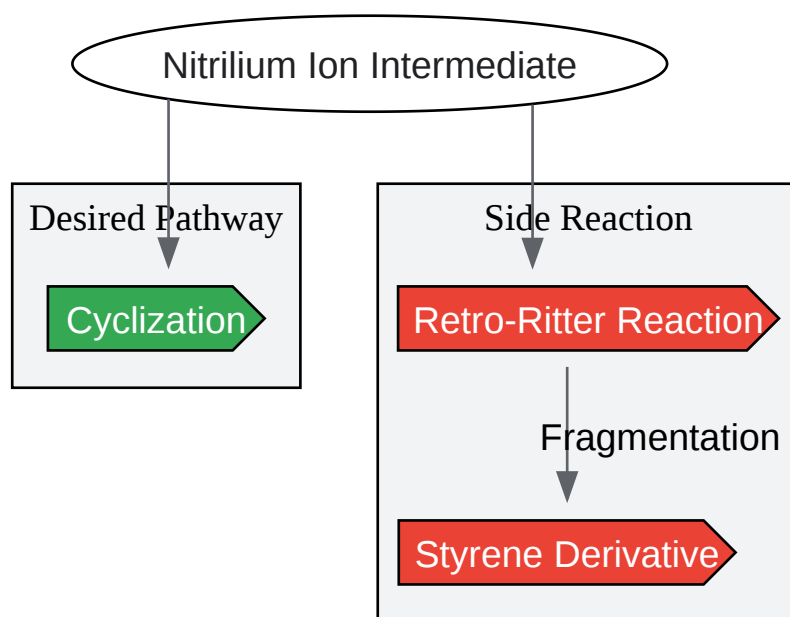 Nitrilium Ion Intermediate
Desired Pathway
Side Reaction
Cyclization
Retro-Ritter Reaction
Fragmentation
Styrene Derivative